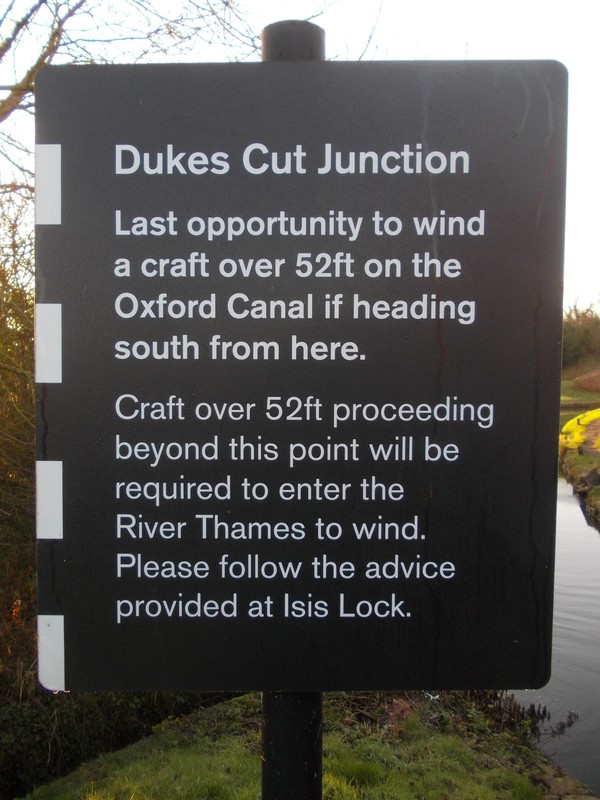 Dukes Cut Junction
Last opportunity to wind
a craft over 52ft on the
Oxford Canal if heading
south from here.
Craft over 52ft proceeding
beyond this point will be
required to enter the
River Thames to wind.
Please follow the advice
provided at Isis Lock.